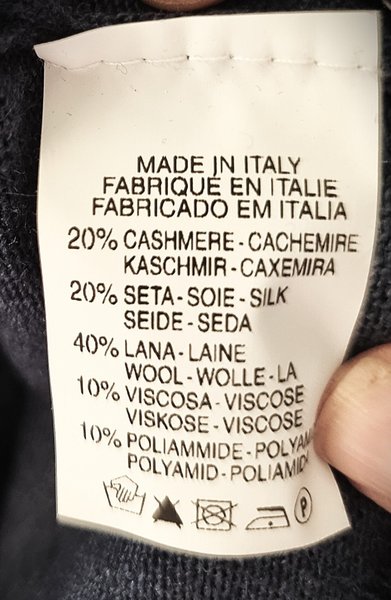 MADE IN ITALY
FABRIQUÉ EN ITALIE
FABRICADO EM ITALIA
20% CASHMERE - CACHEMIRE
KASCHMIR - CAXEMIRA
20% SETA - SOIE - SILK
SEIDE - SEDA
40% LANA - LAINE
WOOL - WOLLE - LA
10% VISCOSA - VISCOSE
VISKOSE - VISCOSE
10% POLIAMMIDE -
POLYAMID -
P